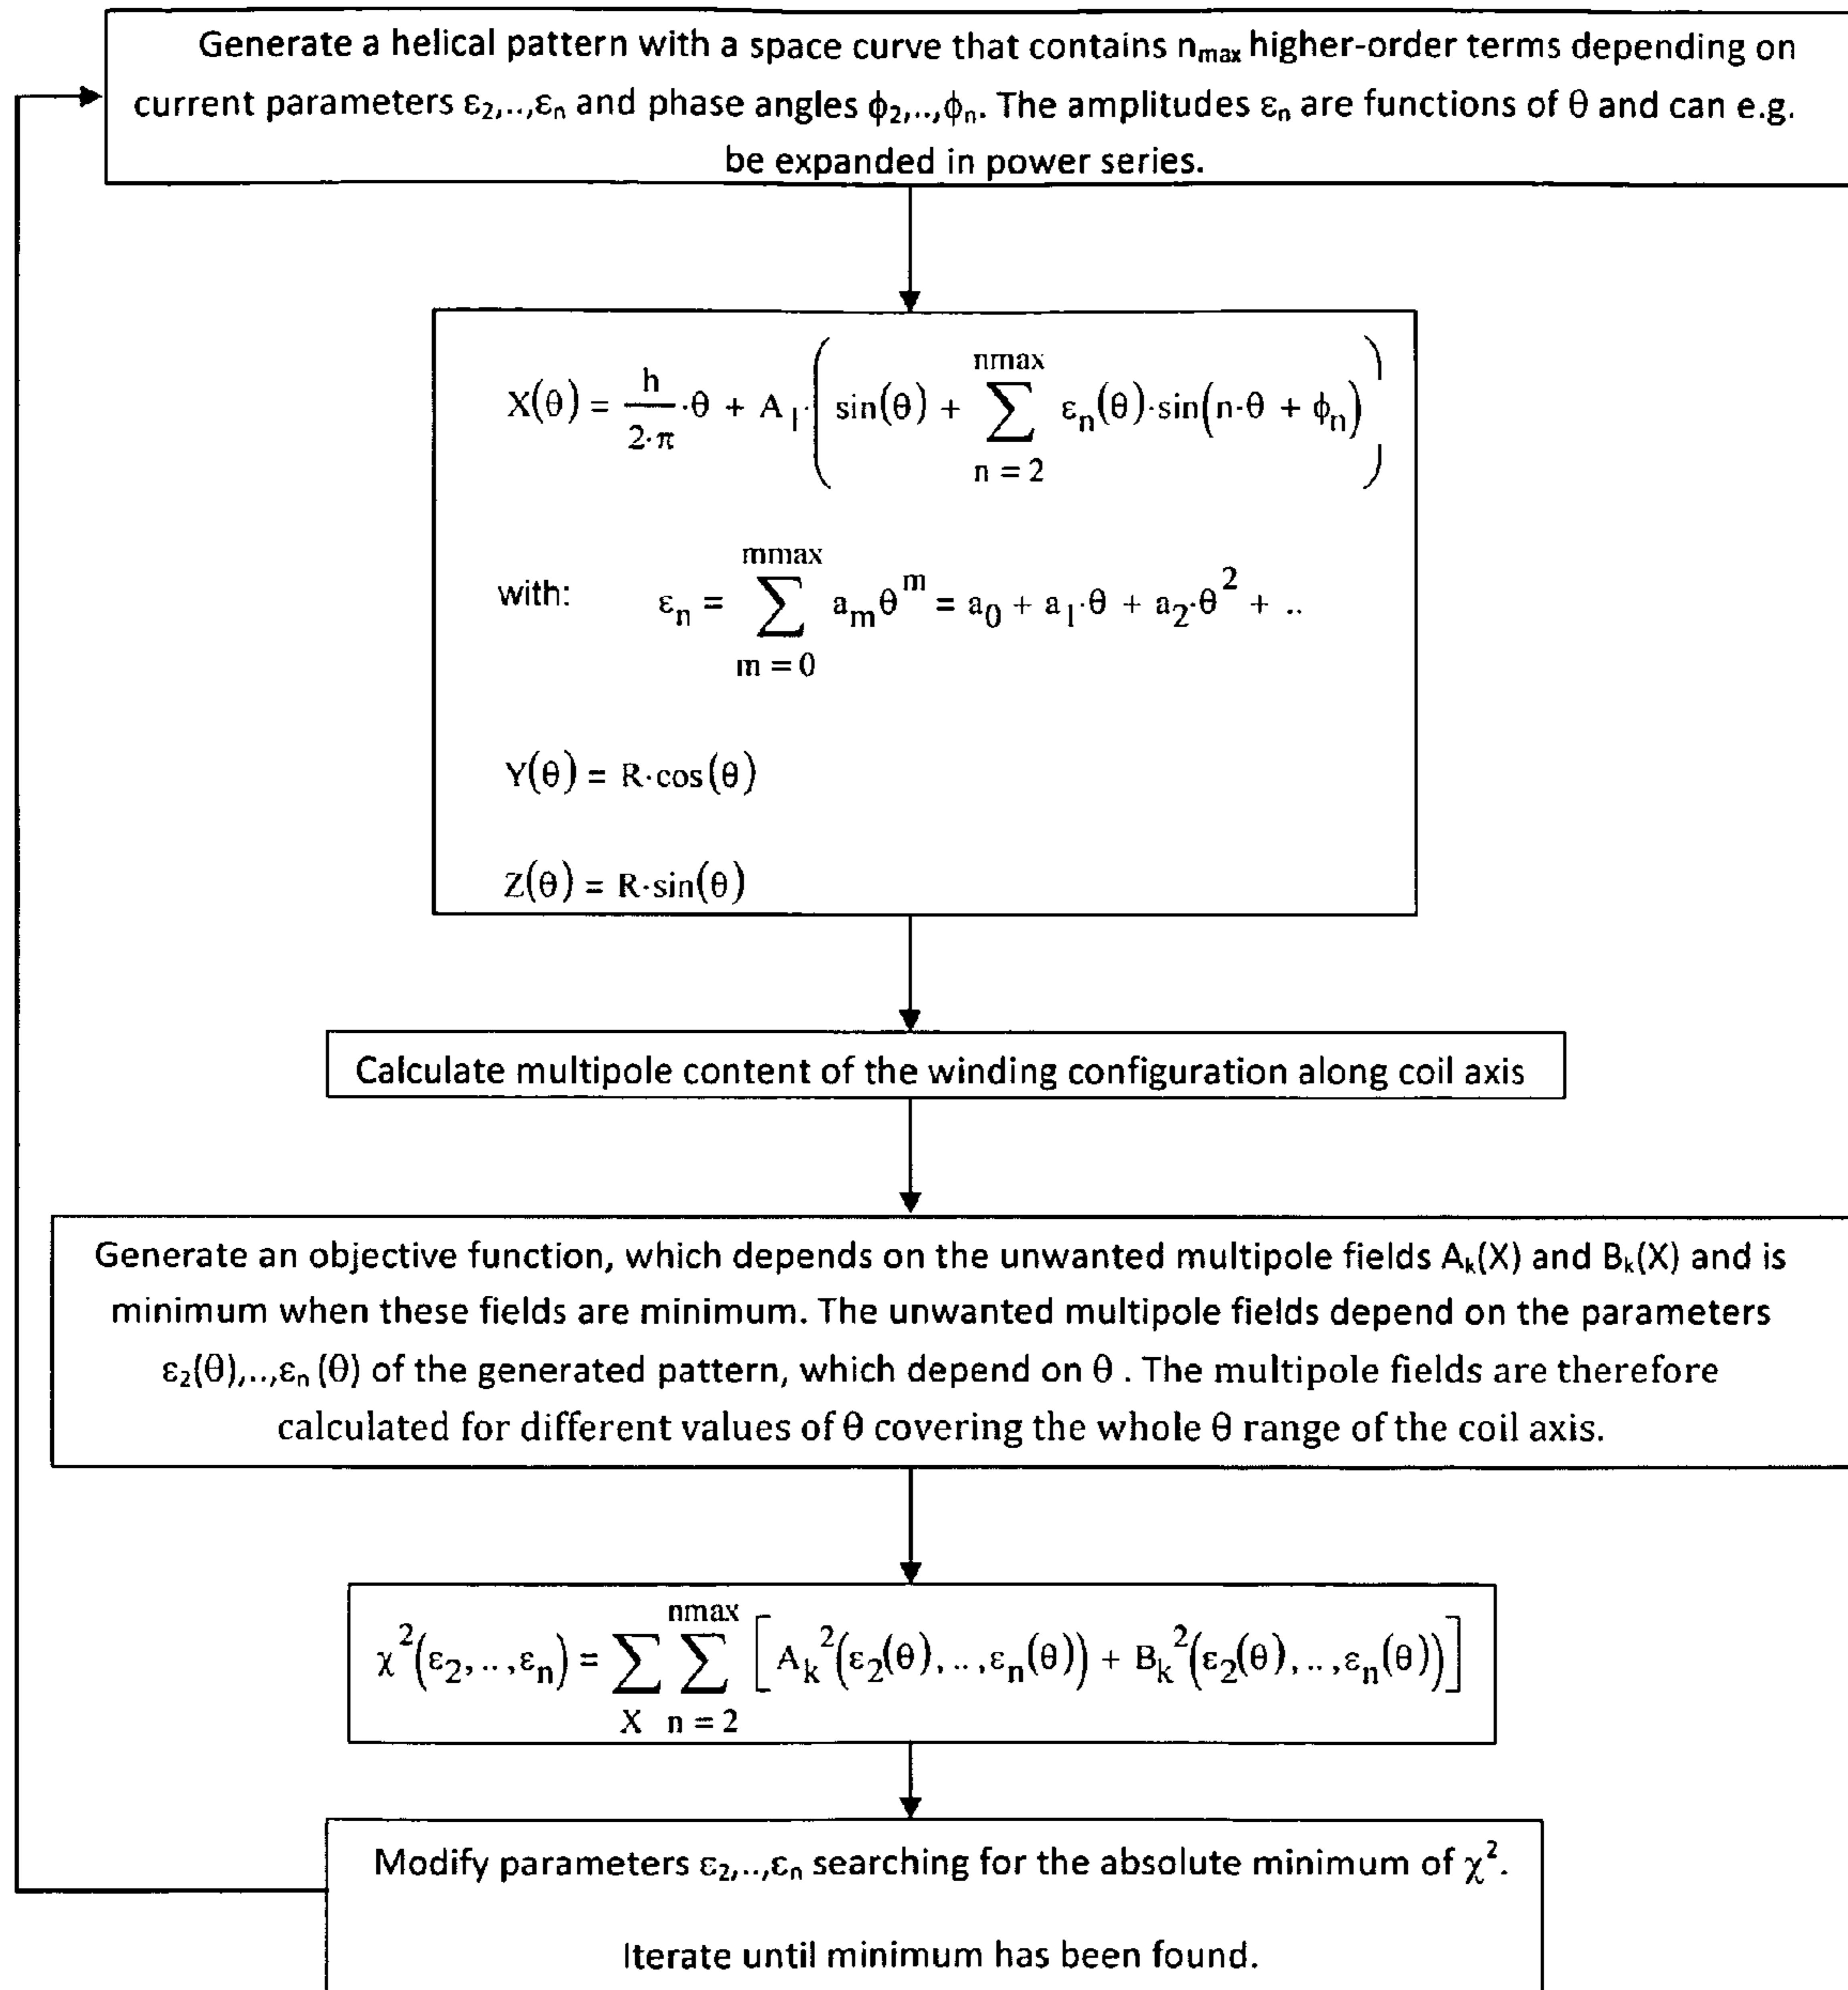 Generate a helical pattern with a space curve that contains nmax higher-order terms depending on
current parameters ε2,..,εn and phase angles ϕ2,..,ϕn. The amplitudes εn are functions of θ and can e.g.
be expanded in power series.
X(θ) = h/(2·π)·θ + A1·( sin(θ) + ∑_{n = 2}^{nmax} εn(θ)·sin(n·θ + ϕn) )
with: εn = ∑_{m = 0}^{mmax} amθ^m = a0 + a1·θ + a2·θ^2 + ..
Y(θ) = R·cos(θ)
Z(θ) = R·sin(θ)
Calculate multipole content of the winding configuration along coil axis
Generate an objective function, which depends on the unwanted multipole fields Ak(X) and Bk(X) and is
minimum when these fields are minimum. The unwanted multipole fields depend on the parameters
ε2(θ),..,εn (θ) of the generated pattern, which depend on θ . The multipole fields are therefore
calculated for different values of θ covering the whole θ range of the coil axis.
χ^2(ε2,..,εn) = ∑_X ∑_{n = 2}^{nmax} [Ak^2(ε2(θ),..,εn(θ)) + Bk^2(ε2(θ),..,εn(θ))]
Modify parameters ε2,..,εn searching for the absolute minimum of χ^2.
Iterate until minimum has been found.